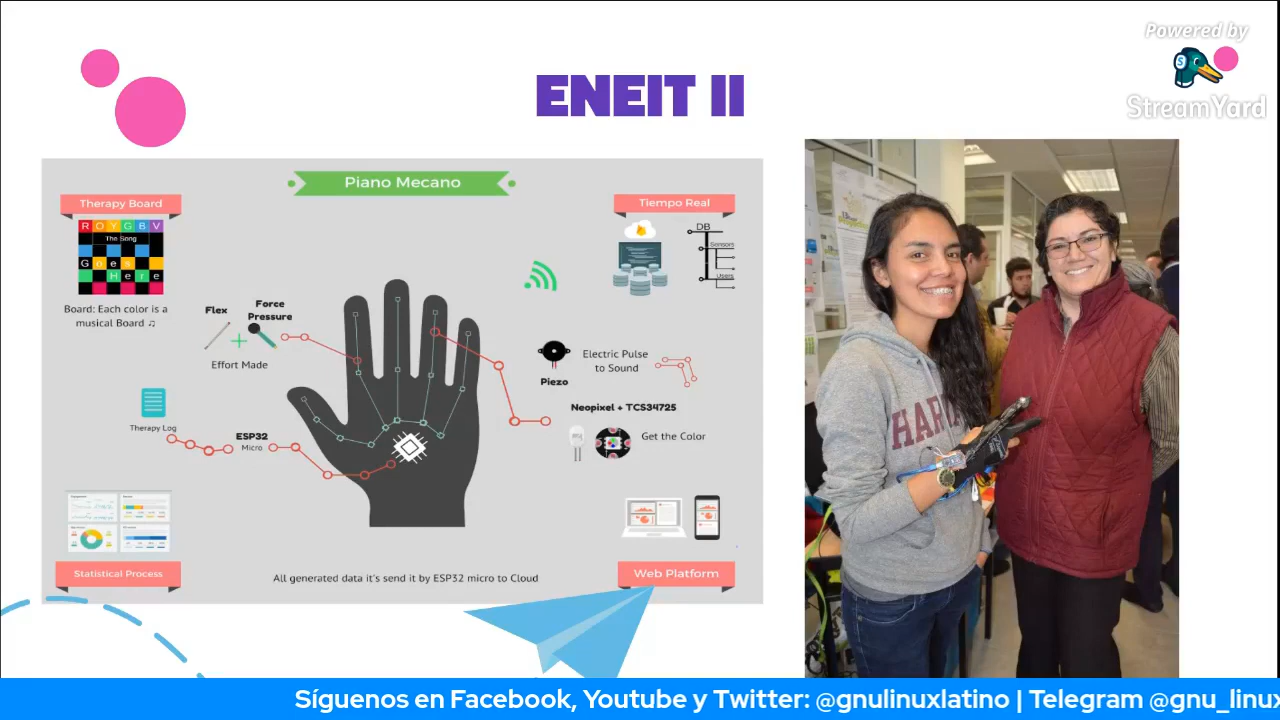 Powered by
StreamYard
ENEIT II
Piano Mecano
Therapy Board
R O Y G B V
The Song
Goes
Here
Board: Each color is a
musical Board ♫
Tiempo Real
DB
Sensors
Users
Flex
Force
Pressure
Effort Made
Electric Pulse
to Sound
Piezo
Neopixel + TCS34725
Get the Color
Therapy Log
ESP32
Micro
Statistical Process
All generated data it's send it by ESP32 micro to Cloud
Web Platform
HAR
Síguenos en Facebook, Youtube y Twitter: @gnulinuxlatino | Telegram @gnu_linux